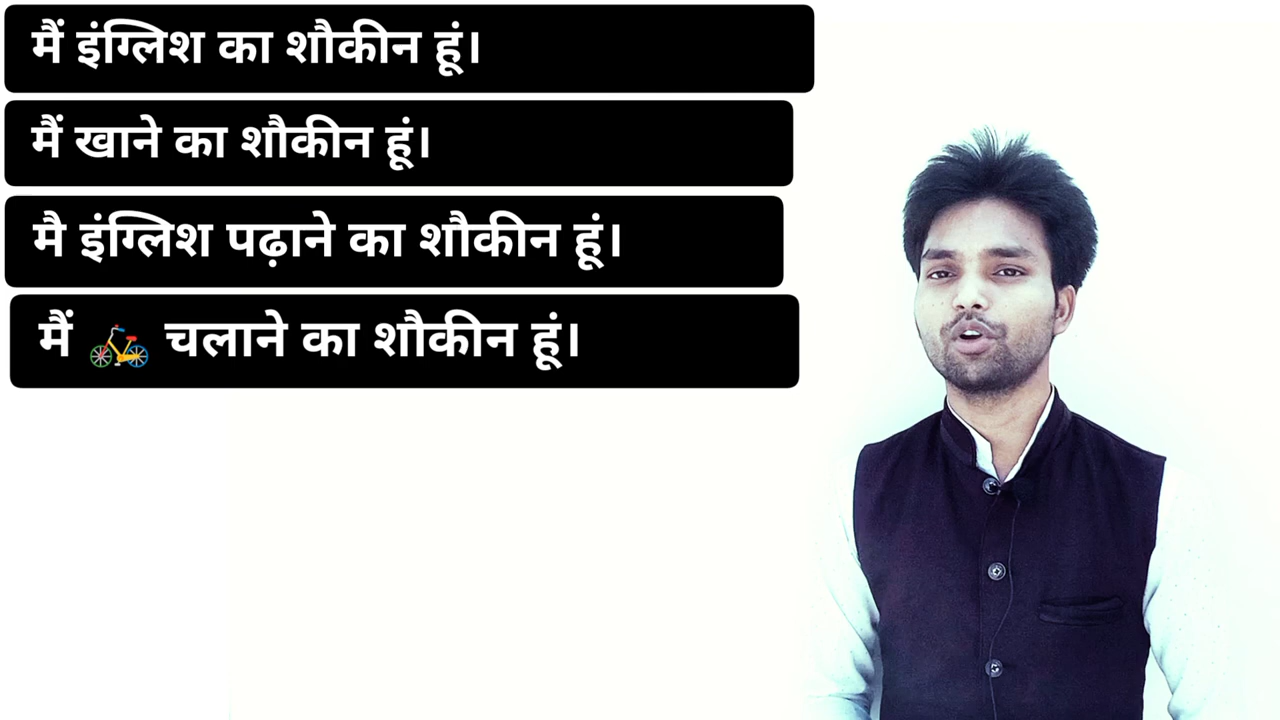 मैं इंग्लिश का शौकीन हूं।
मैं खाने का शौकीन हूं।
मै इंग्लिश पढ़ाने का शौकीन हूं।
मैं 🚲 चलाने का शौकीन हूं।